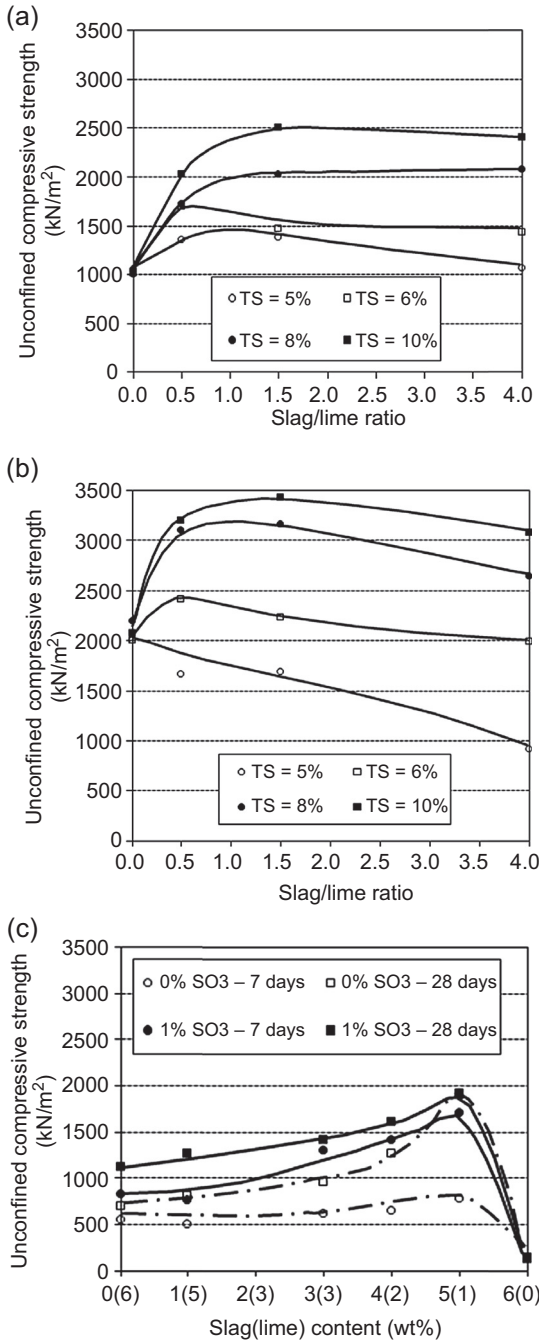 (a)
3500
3000
2500
2000
1500
1000
500
0
Unconfined compressive strength
(kN/m2)
TS = 5% TS = 6%
TS = 8% TS = 10%
0.0 0.5 1.0 1.5 2.0 2.5 3.0 3.5 4.0
Slag/lime ratio
(b)
3500
3000
2500
2000
1500
1000
500
0
Unconfined compressive strength
(kN/m2)
TS = 5% TS = 6%
TS = 8% TS = 10%
0.0 0.5 1.0 1.5 2.0 2.5 3.0 3.5 4.0
Slag/lime ratio
(c)
3500
3000
2500
2000
1500
1000
500
0
Unconfined compressive strength
(kN/m2)
0% SO3 – 7 days 0% SO3 – 28 days
1% SO3 – 7 days 1% SO3 – 28 days
0(6) 1(5) 2(3) 3(3) 4(2) 5(1) 6(0)
Slag(lime) content (wt%)